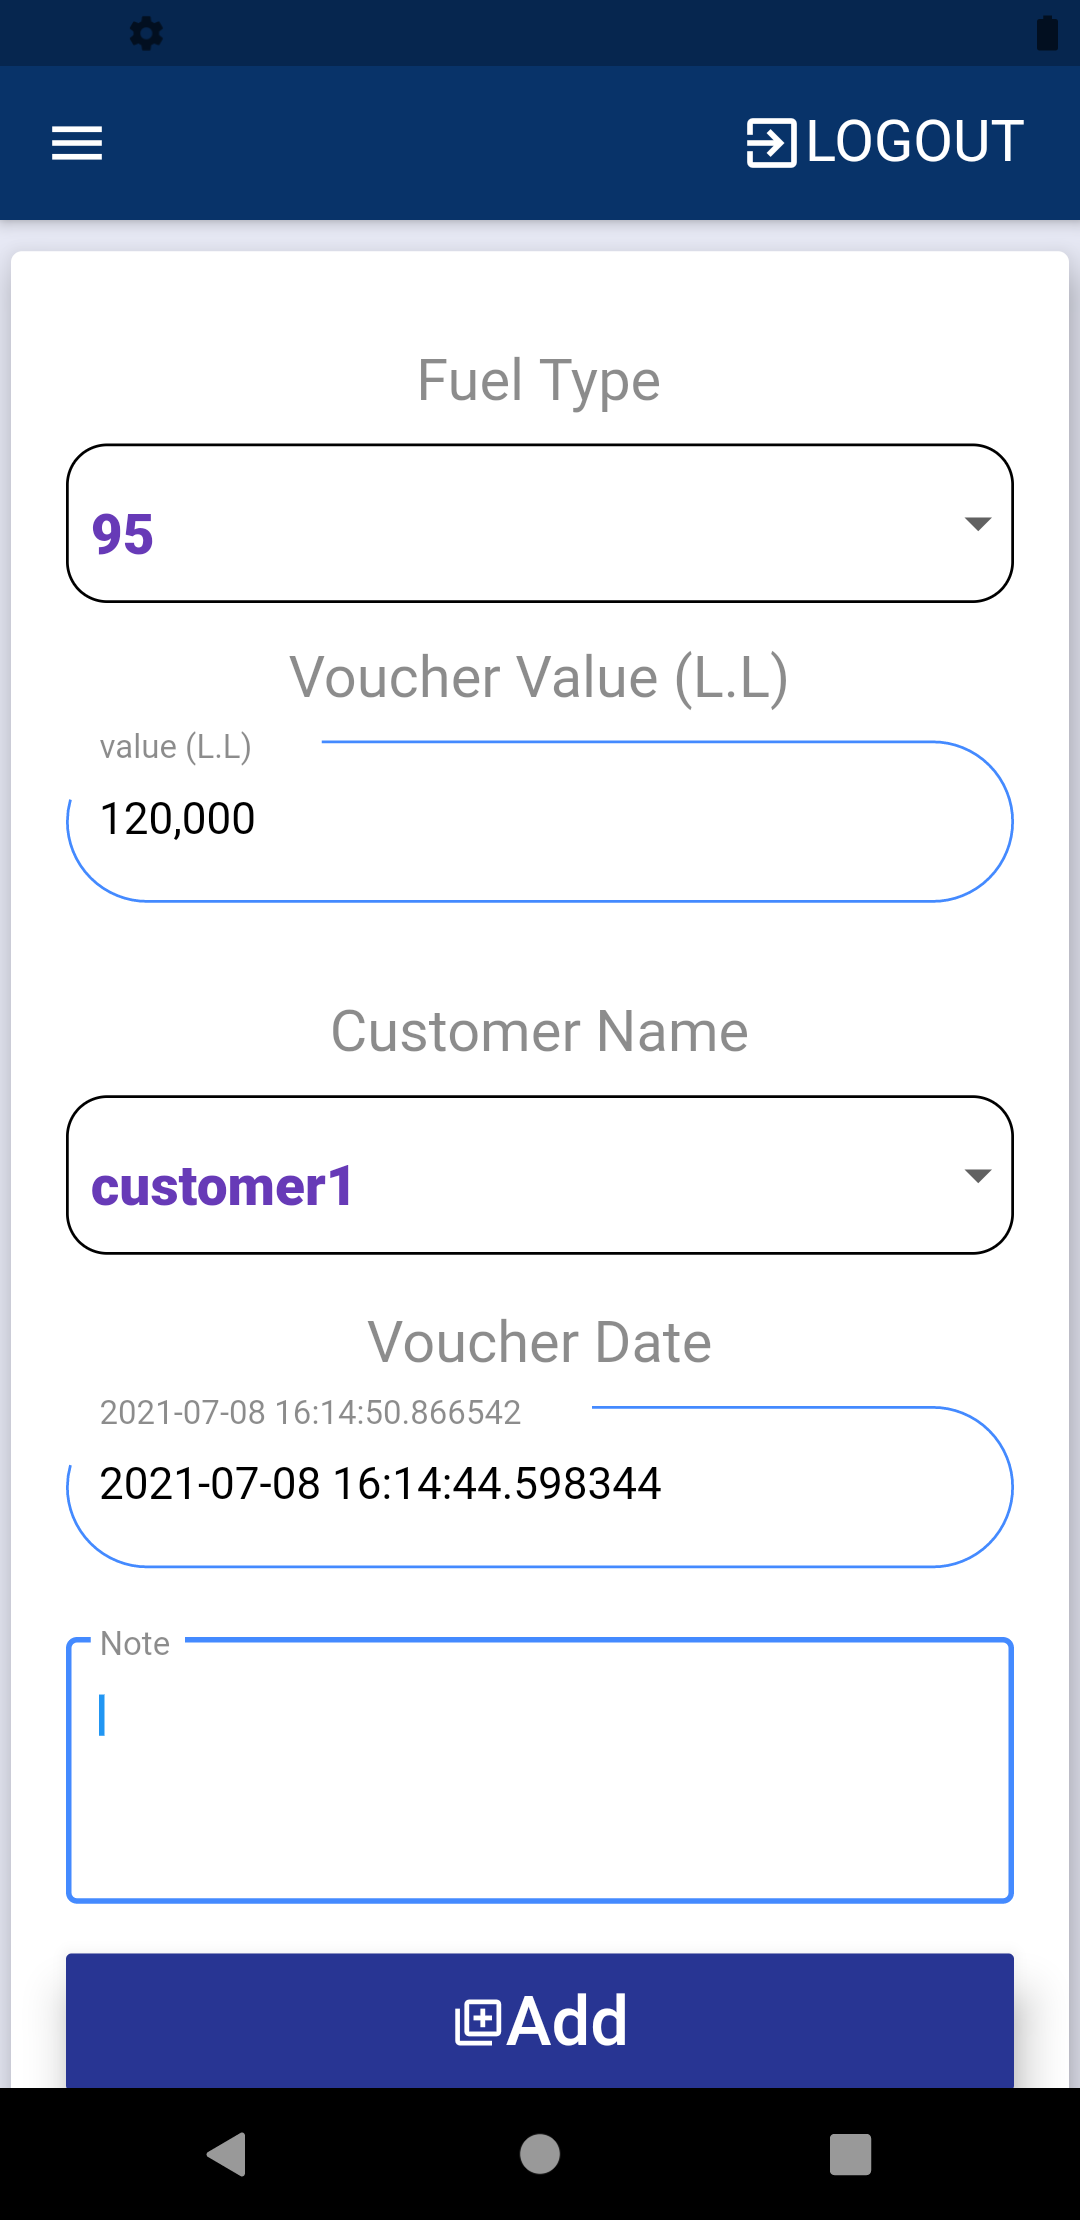 LOGOUT
Fuel Type
95
Voucher Value (L.L)
value (L.L)
120,000
Customer Name
customer1
Voucher Date
2021-07-08 16:14:50.866542
2021-07-08 16:14:44.598344
Note
Add